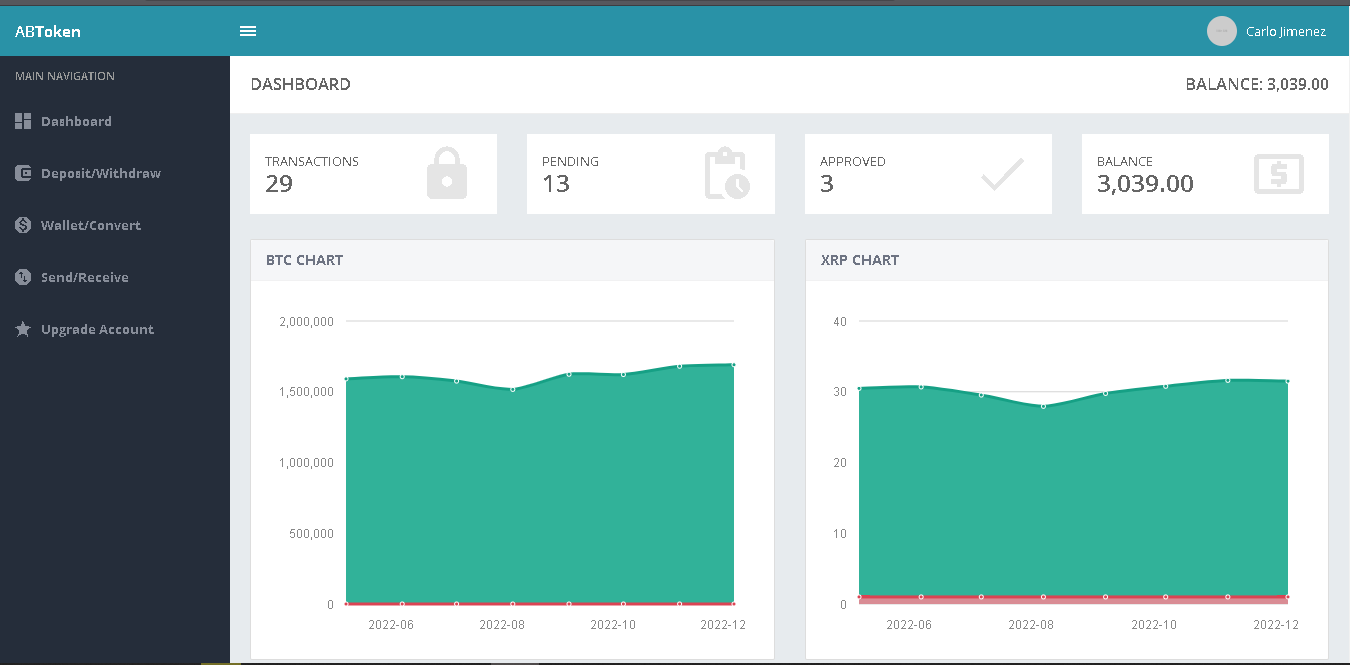 ABToken
Carlo Jimenez
MAIN NAVIGATION
Dashboard
Deposit/Withdraw
Wallet/Convert
Send/Receive
Upgrade Account
DASHBOARD
BALANCE: 3,039.00
TRANSACTIONS
29
PENDING
13
APPROVED
3
BALANCE
3,039.00
BTC CHART
2,000,000
1,500,000
1,000,000
500,000
0
2022-06 2022-08 2022-10 2022-12
XRP CHART
40
30
20
10
0
2022-06 2022-08 2022-10 2022-12